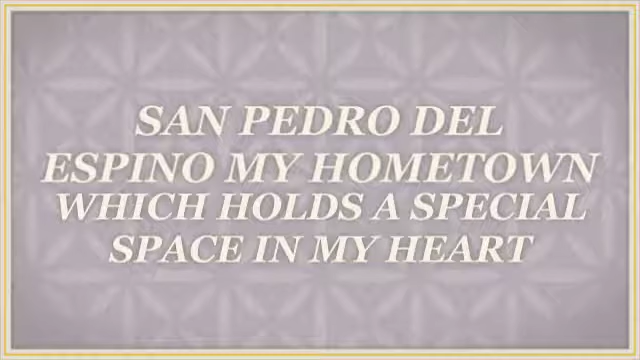 SAN PEDRO DEL
ESPINO MY HOMETOWN
WHICH HOLDS A SPECIAL
SPACE IN MY HEART